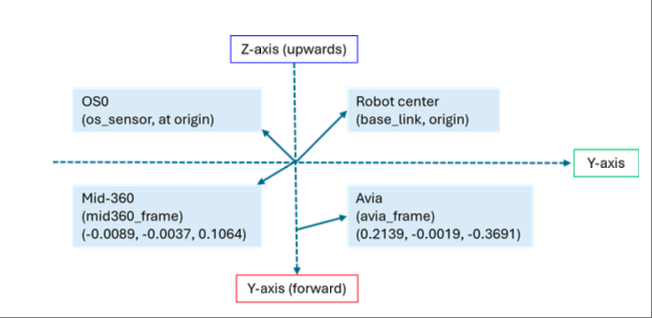 Z-axis (upwards)
OS0
(os_sensor, at origin)
Robot center
(base_link, origin)
Y-axis
Mid-360
(mid360_frame)
(-0.0089, -0.0037, 0.1064)
Avia
(avia_frame)
(0.2139, -0.0019, -0.3691)
Y-axis (forward)